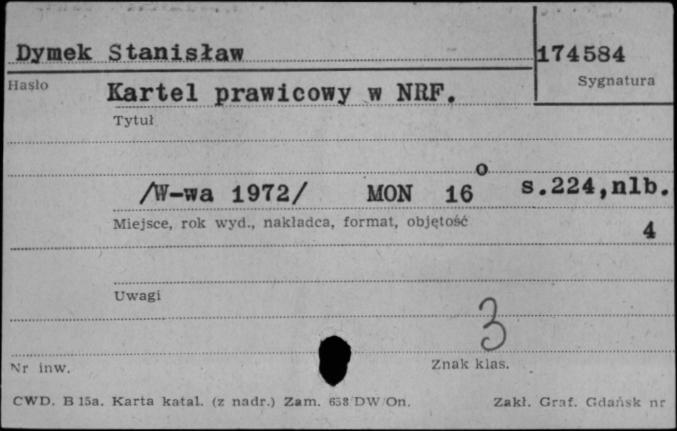 Dymek Stanisław
174584
Hasło
Sygnatura
Kartel prawicowy w NRF.
Tytuł
/W-wa 1972/ MON 16° s.224,nlb.
4
Miejsce, rok wyd., nakładca, format, objętość
Uwagi
3
Nr inw.
Znak klas.
CWD. B 15a. Karta katal. (z nadr.) Zam. 658/DW/On.
Zakł. Graf. Gdańsk nr